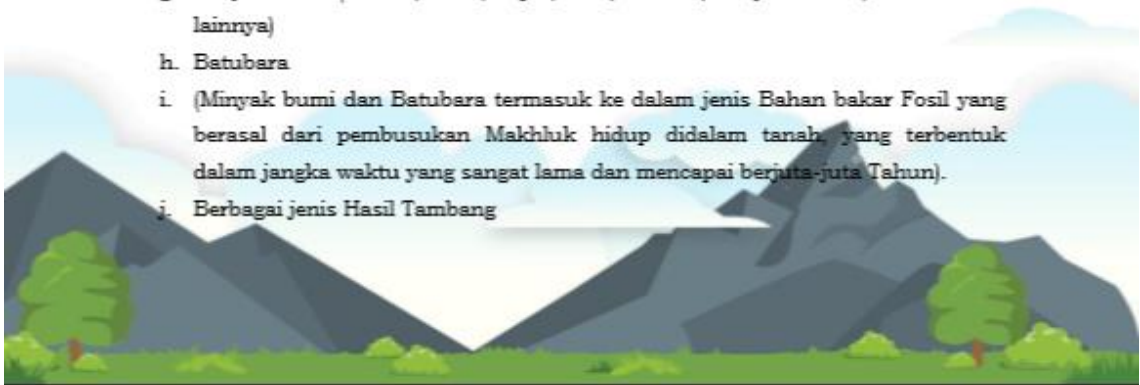 lainnya)
h. Batubara
i. (Minyak bumi dan Batubara termasuk ke dalam jenis Bahan bakar Fosil yang
berasal dari pembusukan Makhluk hidup didalam tanah, yang terbentuk
dalam jangka waktu yang sangat lama dan mencapai berjuta-juta Tahun).
j. Berbagai jenis Hasil Tambang